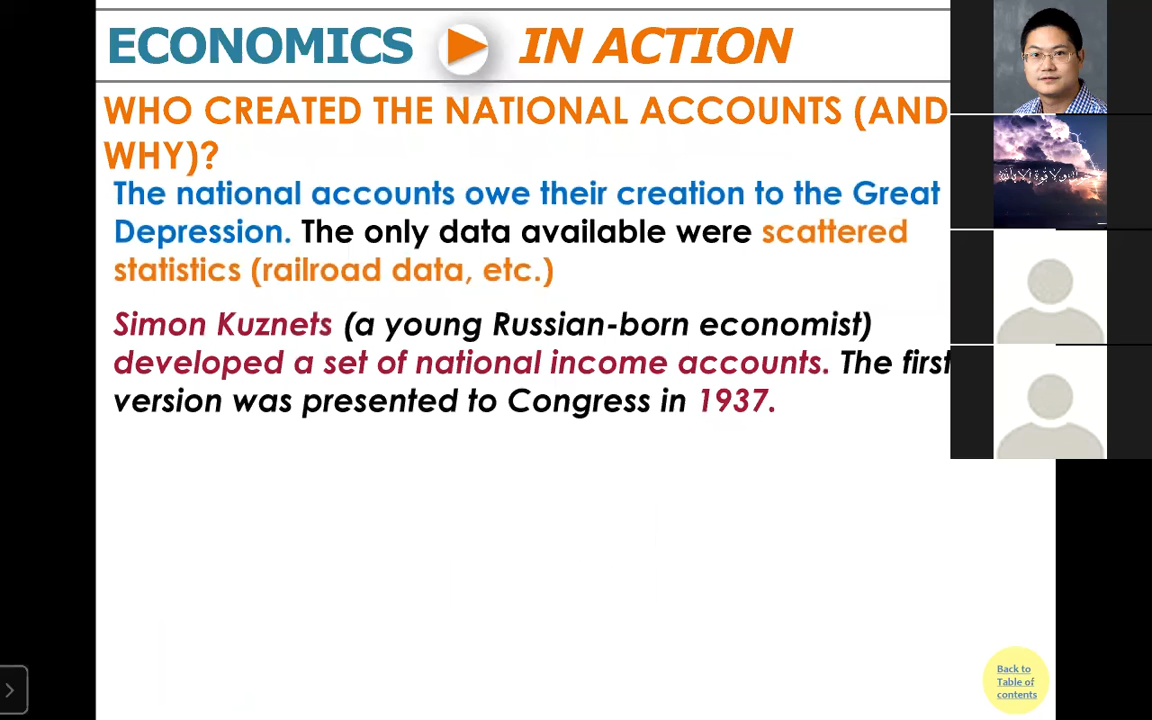 ECONOMICS IN ACTION
WHO CREATED THE NATIONAL ACCOUNTS (AND
WHY)?
The national accounts owe their creation to the Great
Depression. The only data available were scattered
statistics (railroad data, etc.)
Simon Kuznets (a young Russian-born economist)
developed a set of national income accounts. The first
version was presented to Congress in 1937.
Back to
Table of
contents